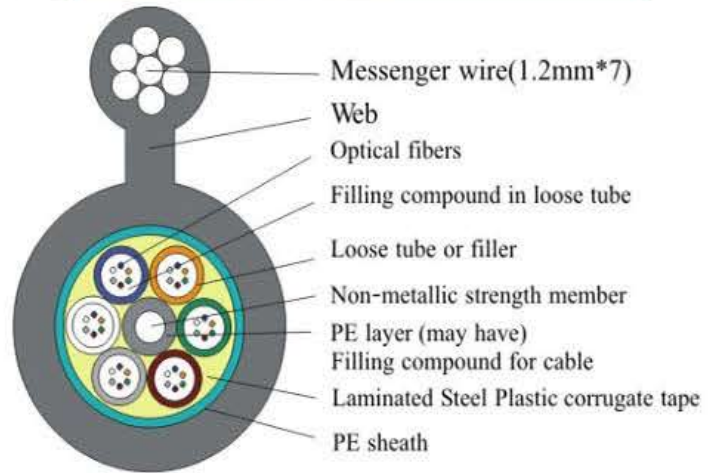 Messenger wire(1.2mm*7)
Web
Optical fibers
Filling compound in loose tube
Loose tube or filler
Non-metallic strength member
PE layer (may have)
Filling compound for cable
Laminated Steel Plastic corrugate tape
PE sheath